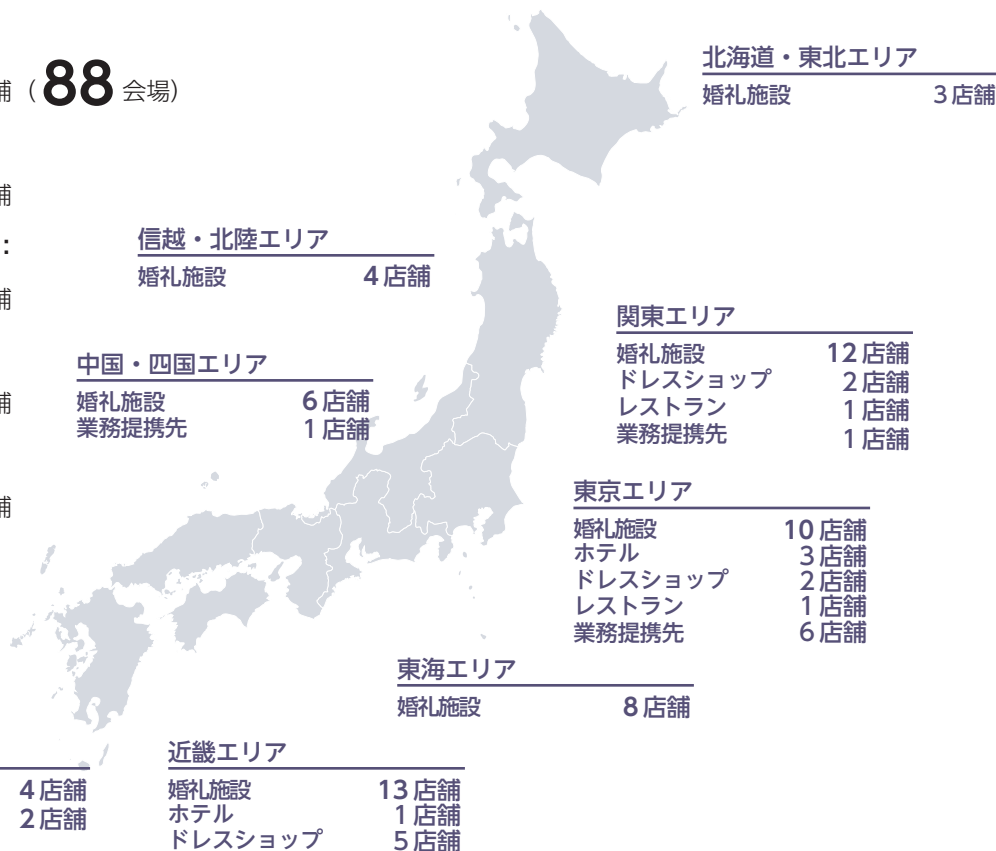 舗（88会場）
舗
：
舗
舗
舗
北海道・東北エリア
婚礼施設 3店舗
信越・北陸エリア
婚礼施設 4店舗
関東エリア
婚礼施設 12店舗
ドレスショップ 2店舗
レストラン 1店舗
業務提携先 1店舗
中国・四国エリア
婚礼施設 6店舗
業務提携先 1店舗
東京エリア
婚礼施設 10店舗
ホテル 3店舗
ドレスショップ 2店舗
レストラン 1店舗
業務提携先 6店舗
東海エリア
婚礼施設 8店舗
4店舗
2店舗
近畿エリア
婚礼施設 13店舗
ホテル 1店舗
ドレスショップ 5店舗